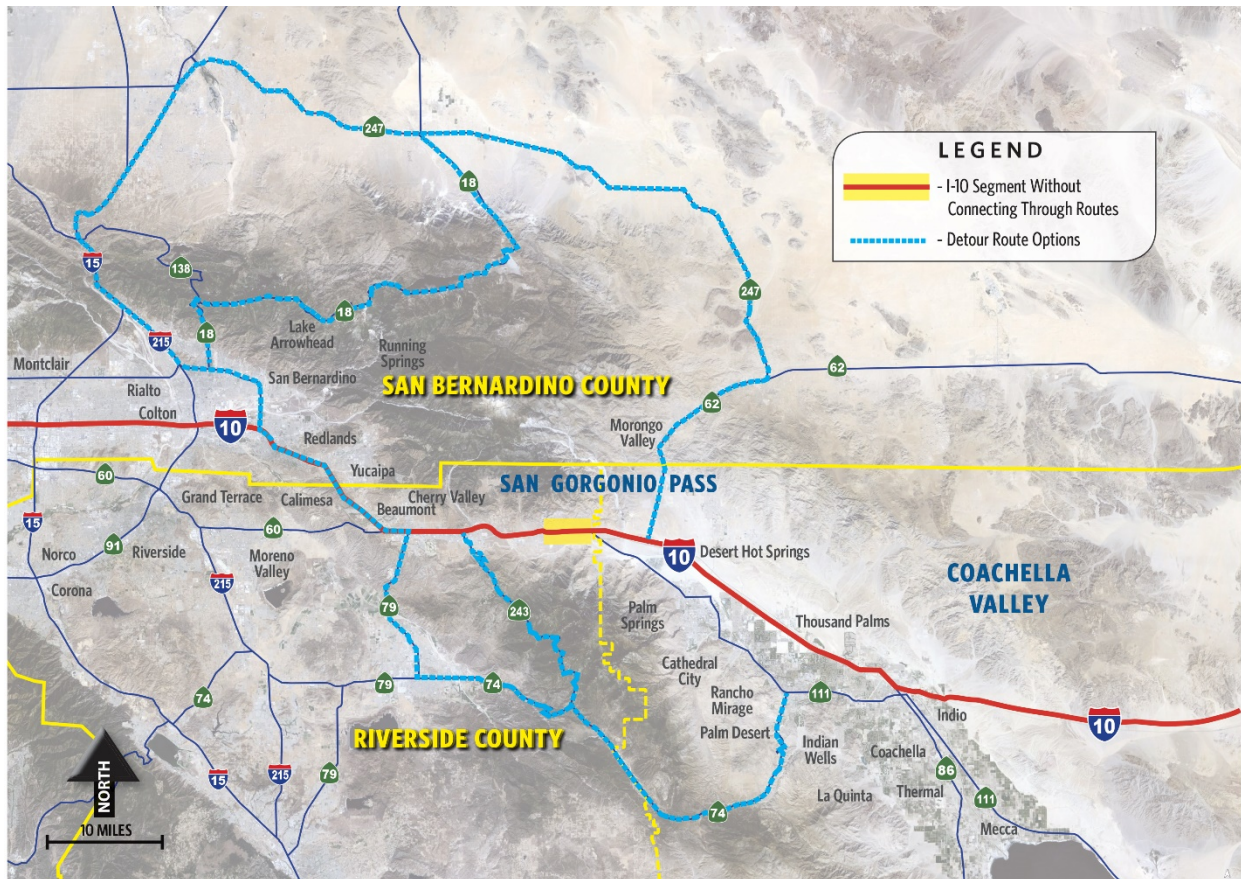 LEGEND
- I-10 Segment Without
Connecting Through Routes
- Detour Route Options
247
18
15
138
247
18
18
215
Lake
Arrowhead
Running
Springs
Montclair
San Bernardino
SAN BERNARDINO COUNTY
62
Rialto
62
Colton
10
Redlands
Morongo
Valley
Yucaipa
60
SAN GORGONIO PASS
Grand Terrace
Calimesa
Cherry Valley
Beaumont
15
60
91
Norco
Riverside
Moreno
Valley
10
Desert Hot Springs
Corona
215
COACHELLA
VALLEY
79
243
Palm
Springs
Thousand Palms
Cathedral
City
79
74
74
Rancho
Mirage
111
Indio
10
RIVERSIDE COUNTY
Palm Desert
Indian
Wells
Coachella
NORTH
15
215
79
86
La Quinta
Thermal
111
74
Mecca
10 MILES